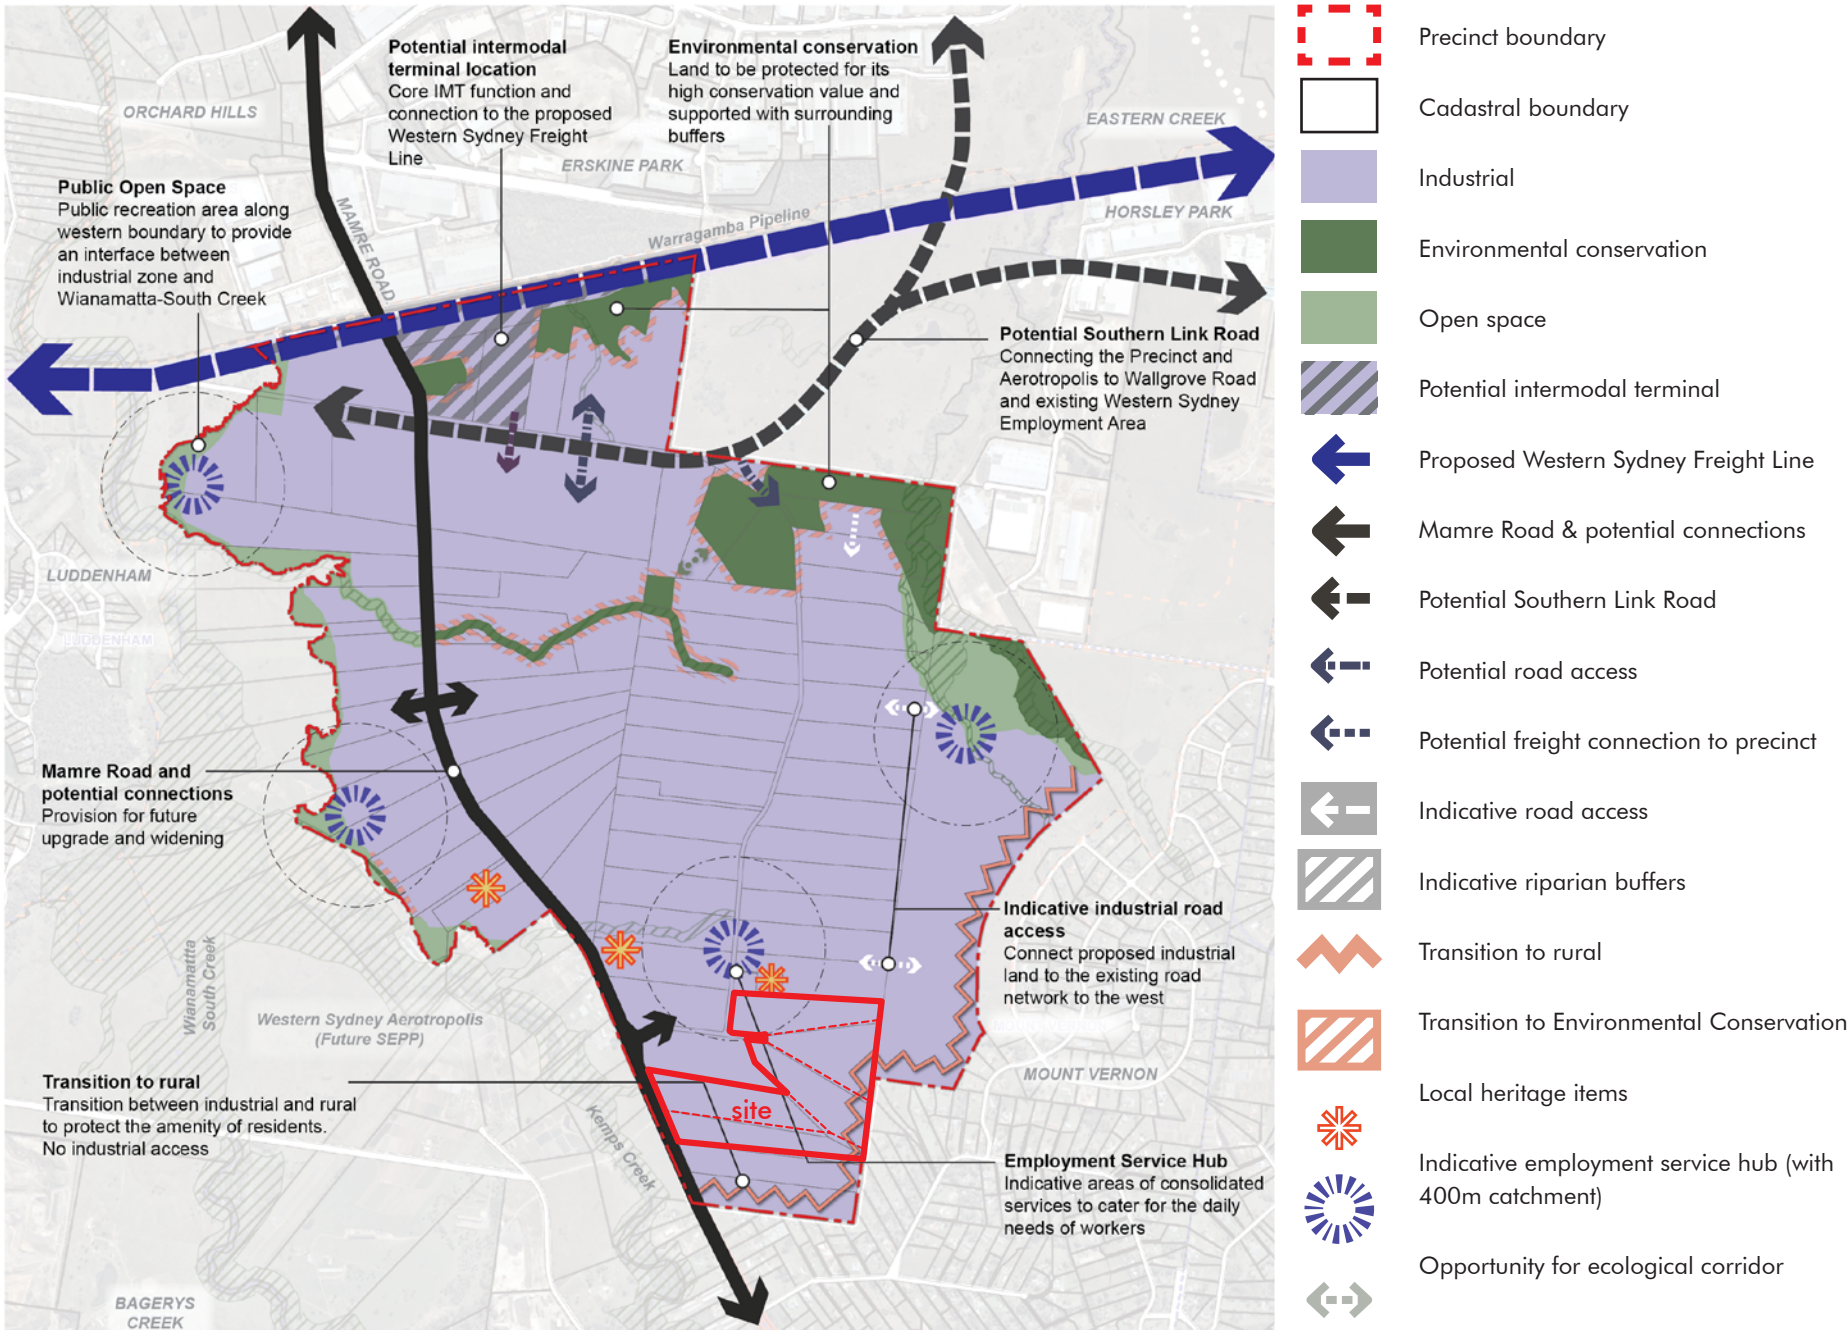 ORCHARD HILLS
Potential intermodal
terminal location
Core IMT function and
connection to the proposed
Western Sydney Freight
Line
Environmental conservation
Land to be protected for its
high conservation value and
supported with surrounding
buffers
EASTERN CREEK
ERSKINE PARK
HORSLEY PARK
Public Open Space
Public recreation area along
western boundary to provide
an interface between
industrial zone and
Wianamatta-South Creek
MAMRE ROAD
Warragamba Pipeline
Potential Southern Link Road
Connecting the Precinct and
Aerotropolis to Wallgrove Road
and existing Western Sydney
Employment Area
LUDDENHAM
LUDDENHAM
Mamre Road and
potential connections
Provision for future
upgrade and widening
Indicative industrial road
access
Connect proposed industrial
land to the existing road
network to the west
Wianamattta
South Creek
Western Sydney Aerotropolis
(Future SEPP)
MOUNT VERNON
Transition to rural
Transition between industrial and rural
to protect the amenity of residents.
No industrial access
site
Kemps Creek
Employment Service Hub
Indicative areas of consolidated
services to cater for the daily
needs of workers
BAGERYS
CREEK
Precinct boundary
Cadastral boundary
Industrial
Environmental conservation
Open space
Potential intermodal terminal
Proposed Western Sydney Freight Line
Mamre Road & potential connections
Potential Southern Link Road
Potential road access
Potential freight connection to precinct
Indicative road access
Indicative riparian buffers
Transition to rural
Transition to Environmental Conservation
Local heritage items
Indicative employment service hub (with
400m catchment)
Opportunity for ecological corridor